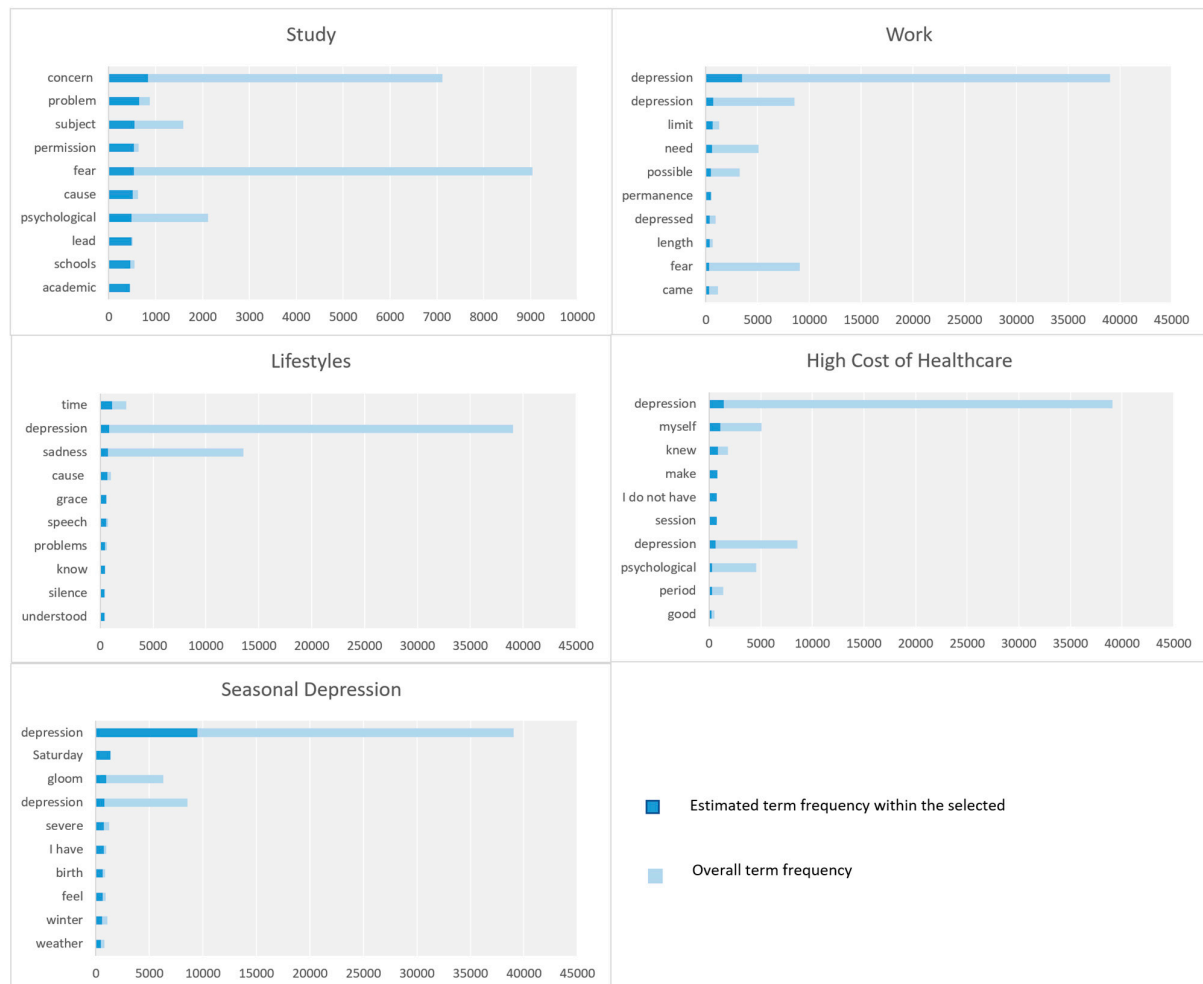 Study
concern
problem
subject
permission
fear
cause
psychological
lead
schools
academic
0 1000 2000 3000 4000 5000 6000 7000 8000 9000 10000
Work
depression
depression
limit
need
possible
permanence
depressed
length
fear
came
0 5000 10000 15000 20000 25000 30000 35000 40000 45000
Lifestyles
time
depression
sadness
cause
grace
speech
problems
know
silence
understood
0 5000 10000 15000 20000 25000 30000 35000 40000 45000
High Cost of Healthcare
depression
myself
knew
make
I do not have
session
depression
psychological
period
good
0 5000 10000 15000 20000 25000 30000 35000 40000 45000
Seasonal Depression
depression
Saturday
gloom
depression
severe
I have
birth
feel
winter
weather
0 5000 10000 15000 20000 25000 30000 35000 40000 45000
Estimated term frequency within the selected
Overall term frequency